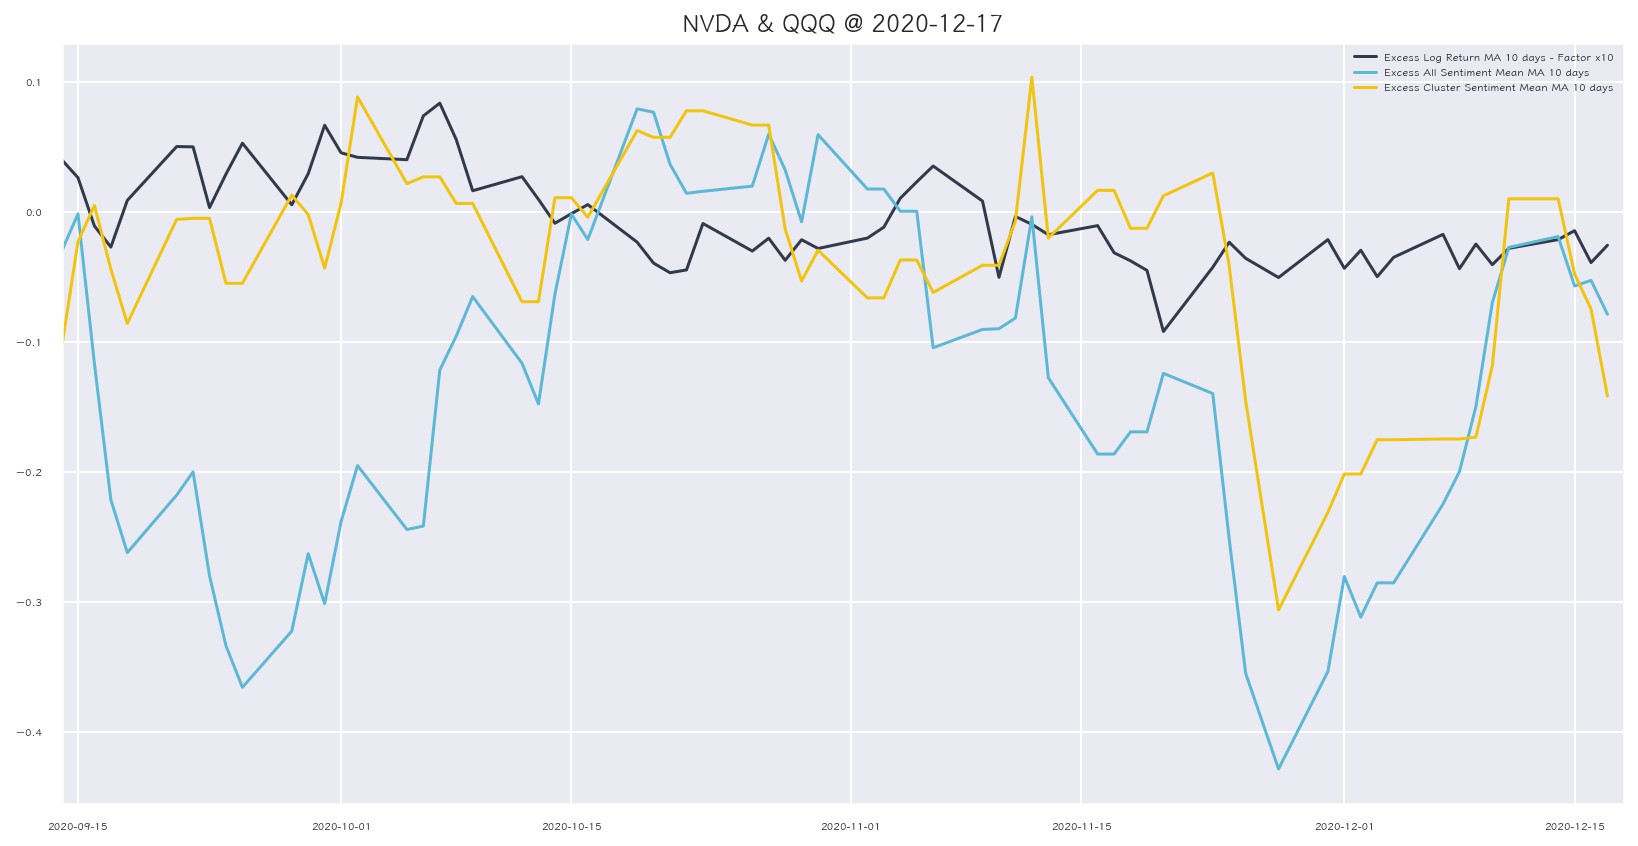 NVDA & QQQ @ 2020-12-17
Excess Log Return MA 10 days - Factor x10
Excess All Sentiment Mean MA 10 days
Excess Cluster Sentiment Mean MA 10 days
0.1
0.0
−0.1
−0.2
−0.3
−0.4
2020-09-15 2020-10-01 2020-10-15 2020-11-01 2020-11-15 2020-12-01 2020-12-15